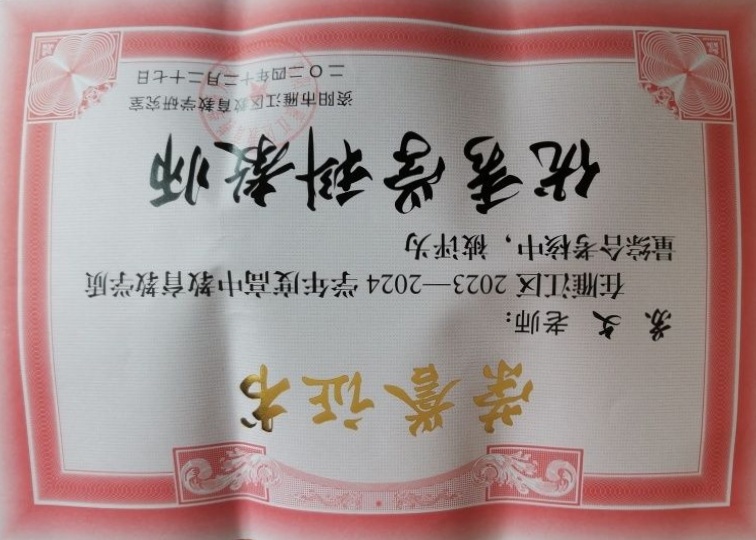 荣誉证书
苏文老师：
在雁江区2023—2024学年度高中教育教学质
量综合考核中，被评为
优秀学科教师
资阳市雁江区教育教学研究室
二〇二四年十二月二十七日